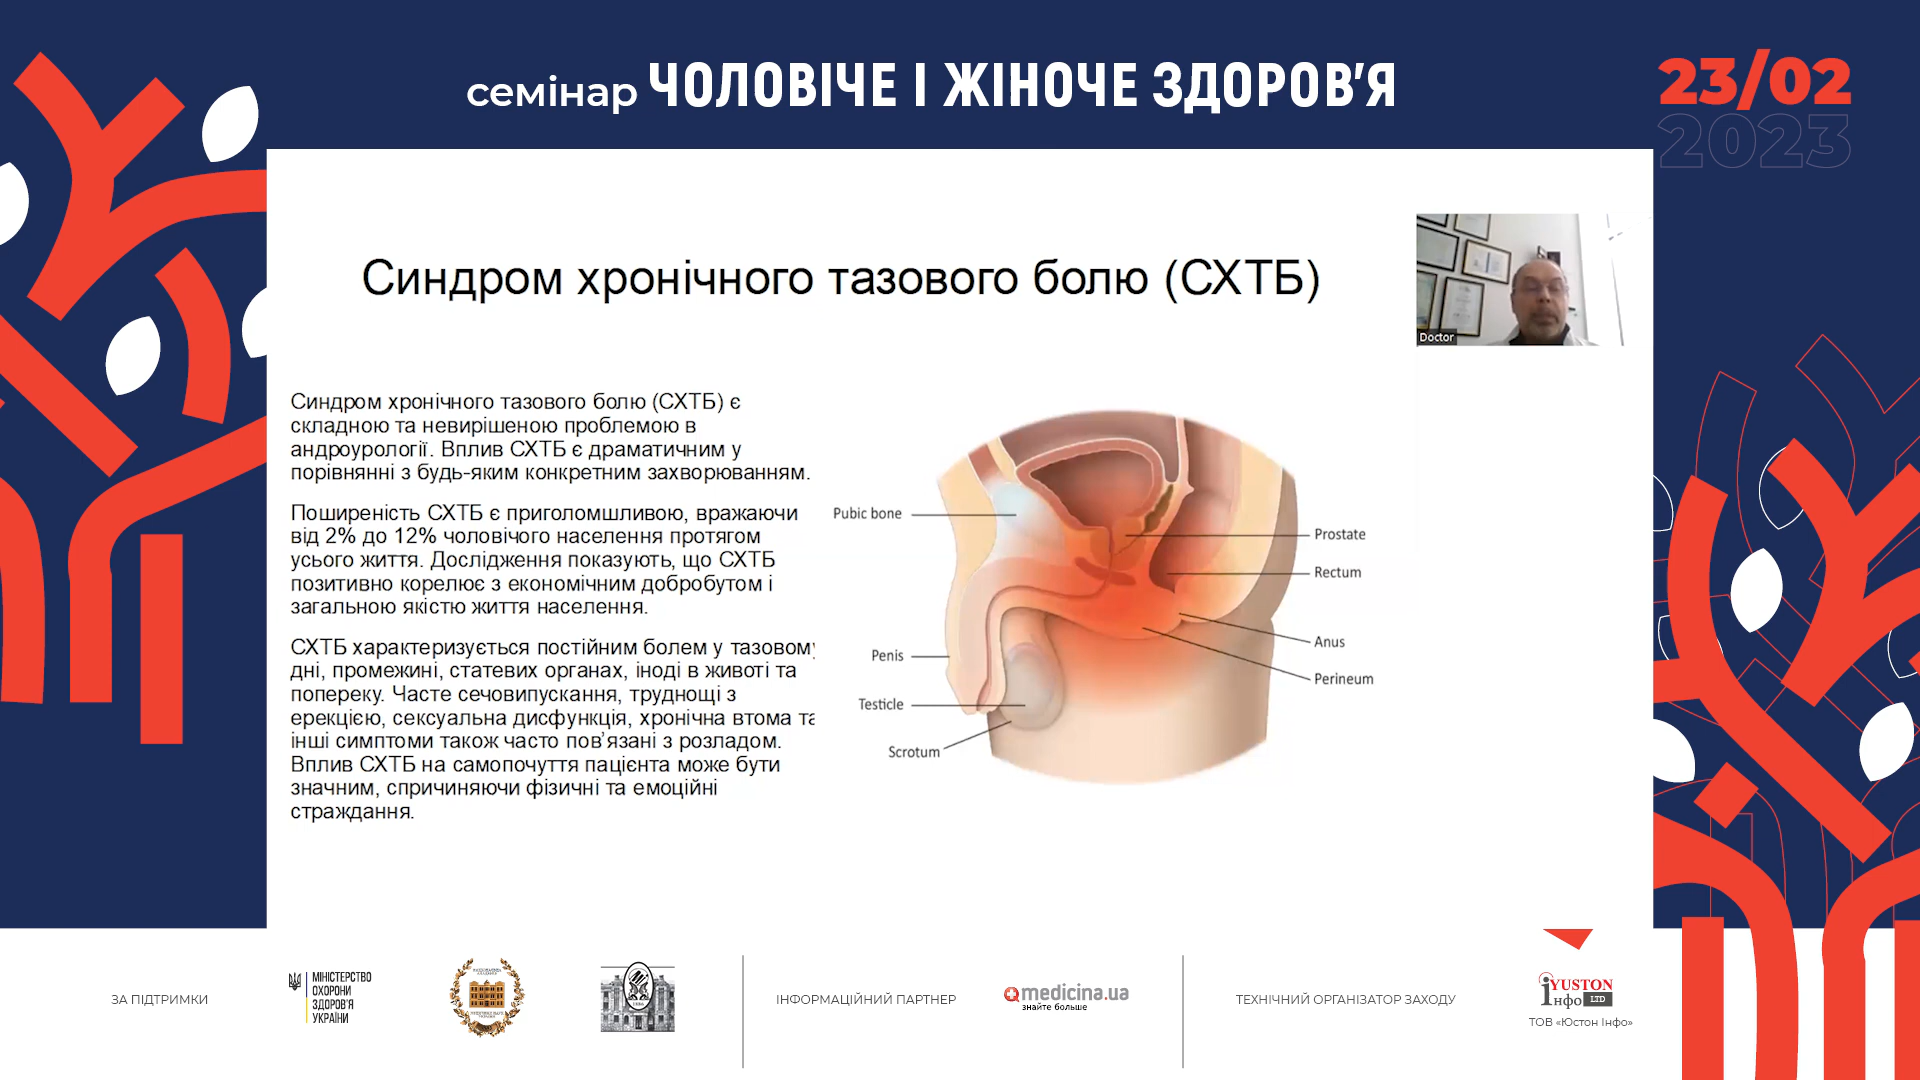 семінар ЧОЛОВІЧЕ І ЖІНОЧЕ ЗДОРОВ'Я
23/02
2023
Синдром хронічного тазового болю (СХТБ)
Doctor
Синдром хронічного тазового болю (СХТБ) є
складною та невирішеною проблемою в
андроурології. Вплив СХТБ є драматичним у
порівнянні з будь-яким конкретним захворюванням.
Поширеність СХТБ є приголомшливою, вражаючи
від 2% до 12% чоловічого населення протягом
усього життя. Дослідження показують, що СХТБ
позитивно корелює з економічним добробутом і
загальною якістю життя населення.
СХТБ характеризується постійним болем у тазовому
дні, промежині, статевих органах, іноді в животі та
попереку. Часте сечовипускання, труднощі з
ерекцією, сексуальна дисфункція, хронічна втома та
інші симптоми також часто пов'язані з розладом.
Вплив СХТБ на самопочуття пацієнта може бути
значним, спричиняючи фізичні та емоційні
страждання.
Pubic bone
Penis
Testicle
Scrotum
Prostate
Rectum
Anus
Perineum
ЗА ПІДТРИМКИ
МІНІСТЕРСТВО
ОХОРОНИ
ЗДОРОВ'Я
УКРАЇНИ
ІНФОРМАЦІЙНИЙ ПАРТНЕР
medicina.ua
знайте больше
ТЕХНІЧНИЙ ОРГАНІЗАТОР ЗАХОДУ
YUSTON
інфо LTD
ТОВ «Юстон Інфо»